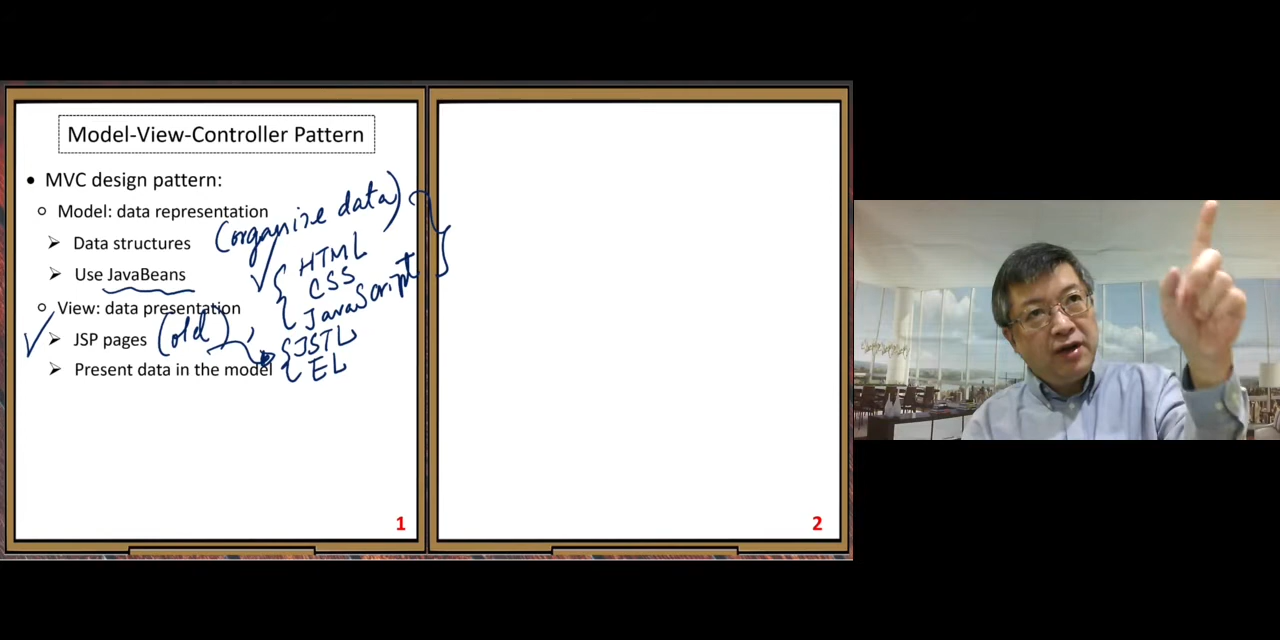 Model-View-Controller Pattern
• MVC design pattern:
○ Model: data representation
(organize data)
➤ Data structures
HTML
➤ Use JavaBeans
CSS
○ View: data presentation
JavaScript
➤ JSP pages (old),
JSTL
➤ Present data in the model
EL
1
2